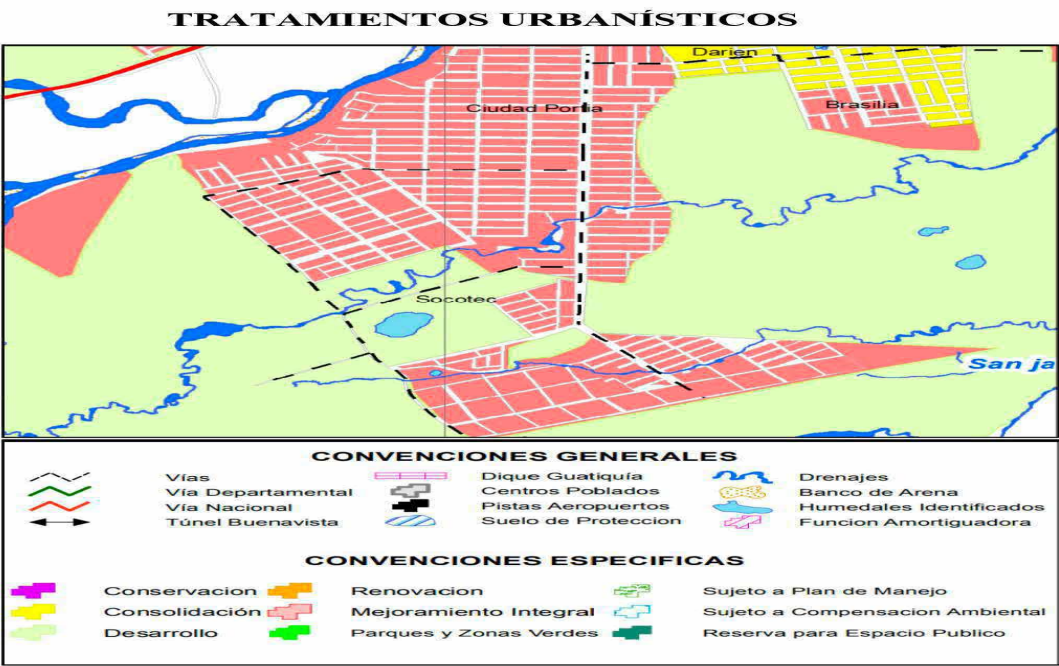 TRATAMIENTOS URBANÍSTICOS
Darien
Ciudad Porfia
Brasilia
Socotec
San ja
CONVENCIONES GENERALES
Vías
Vía Departamental
Vía Nacional
Túnel Buenavista
Dique Guatiquía
Centros Poblados
Pistas Aeropuertos
Suelo de Proteccion
Drenajes
Banco de Arena
Humedales Identificados
Funcion Amortiguadora
CONVENCIONES ESPECIFICAS
Conservacion
Consolidación
Desarrollo
Renovacion
Mejoramiento Integral
Parques y Zonas Verdes
Sujeto a Plan de Manejo
Sujeto a Compensacion Ambiental
Reserva para Espacio Publico